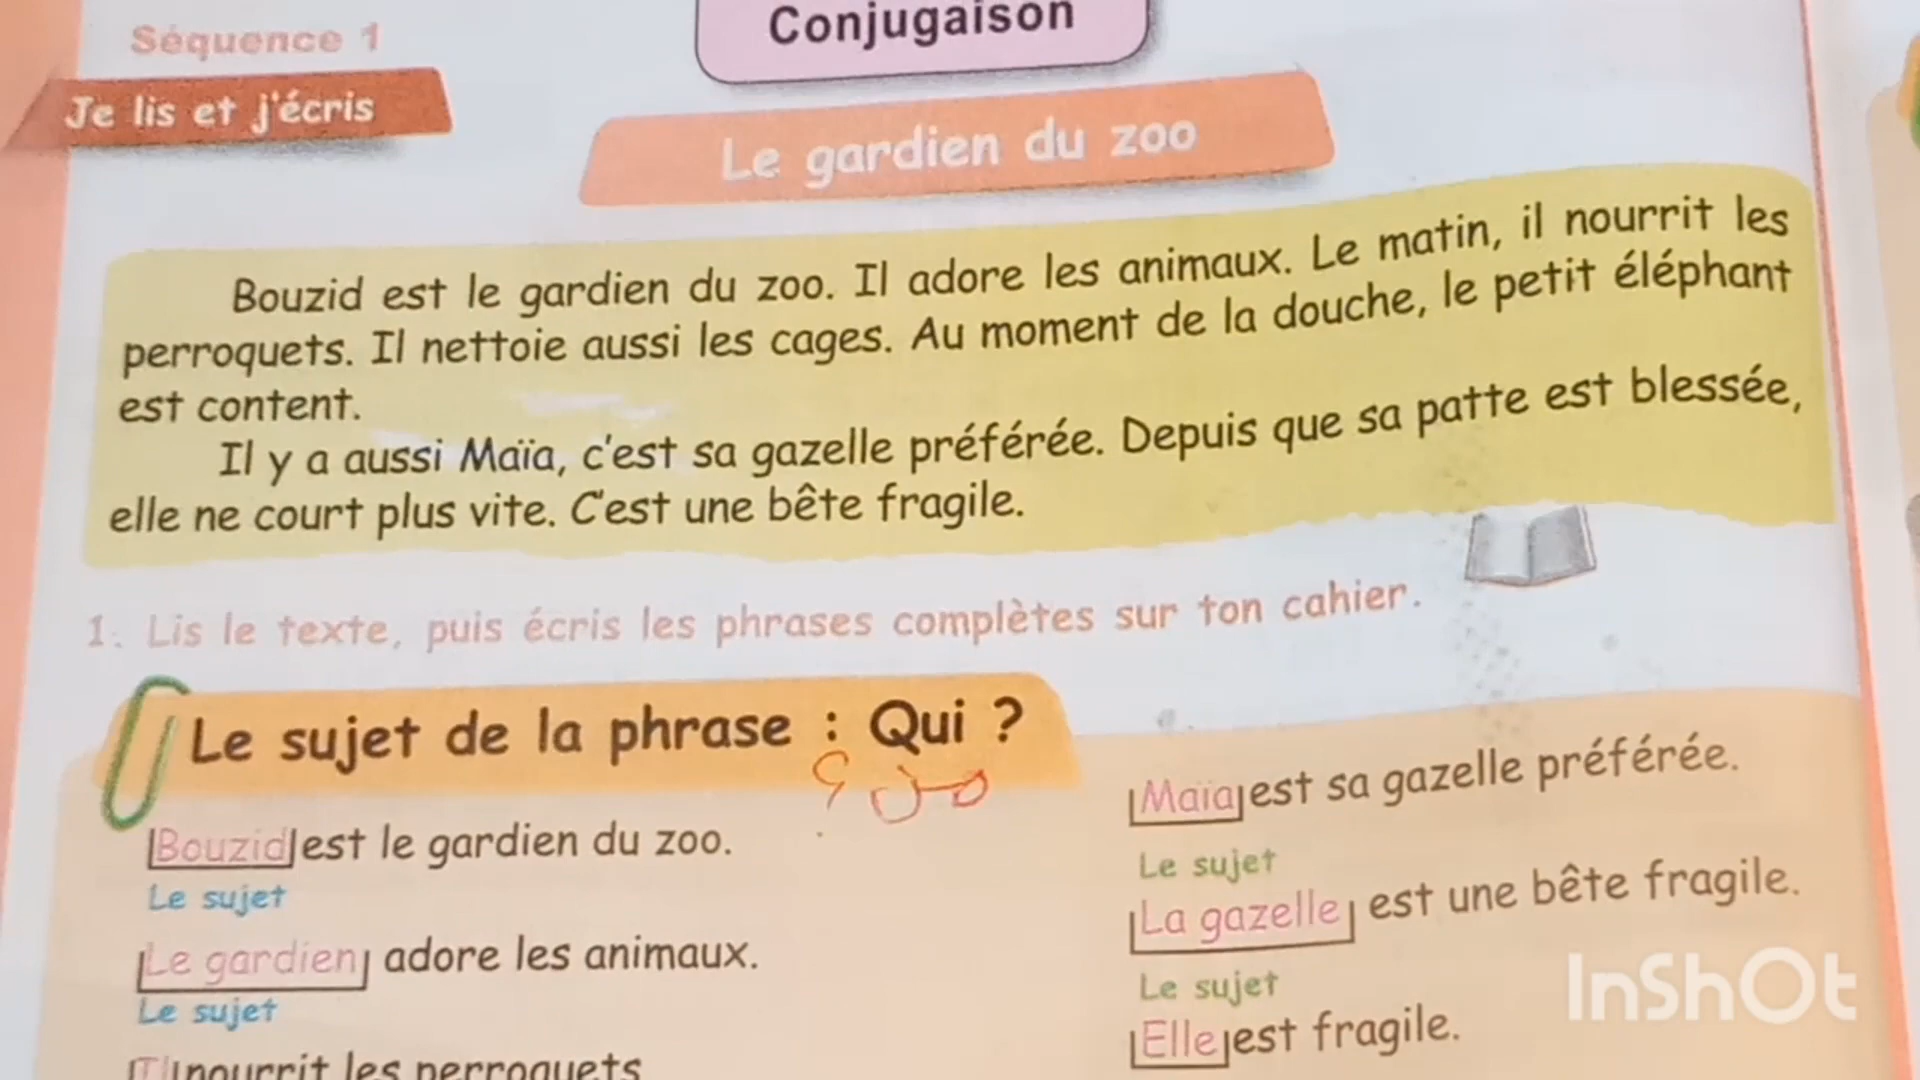 Séquence 1
Conjugaison
Je lis et j'écris
Le gardien du zoo
Bouzid est le gardien du zoo. Il adore les animaux. Le matin, il nourrit les
perroquets. Il nettoie aussi les cages. Au moment de la douche, le petit éléphant
est content.
Il y a aussi Maïa, c'est sa gazelle préférée. Depuis que sa patte est blessée,
elle ne court plus vite. C'est une bête fragile.
1. Lis le texte, puis écris les phrases complètes sur ton cahier.
Le sujet de la phrase : Qui ?
من ؟
Bouzid est le gardien du zoo.
Le sujet
Le gardien adore les animaux.
Le sujet
Il nourrit les perroquets
Maïa est sa gazelle préférée.
Le sujet
La gazelle est une bête fragile.
Le sujet
Elle est fragile.
InShOt